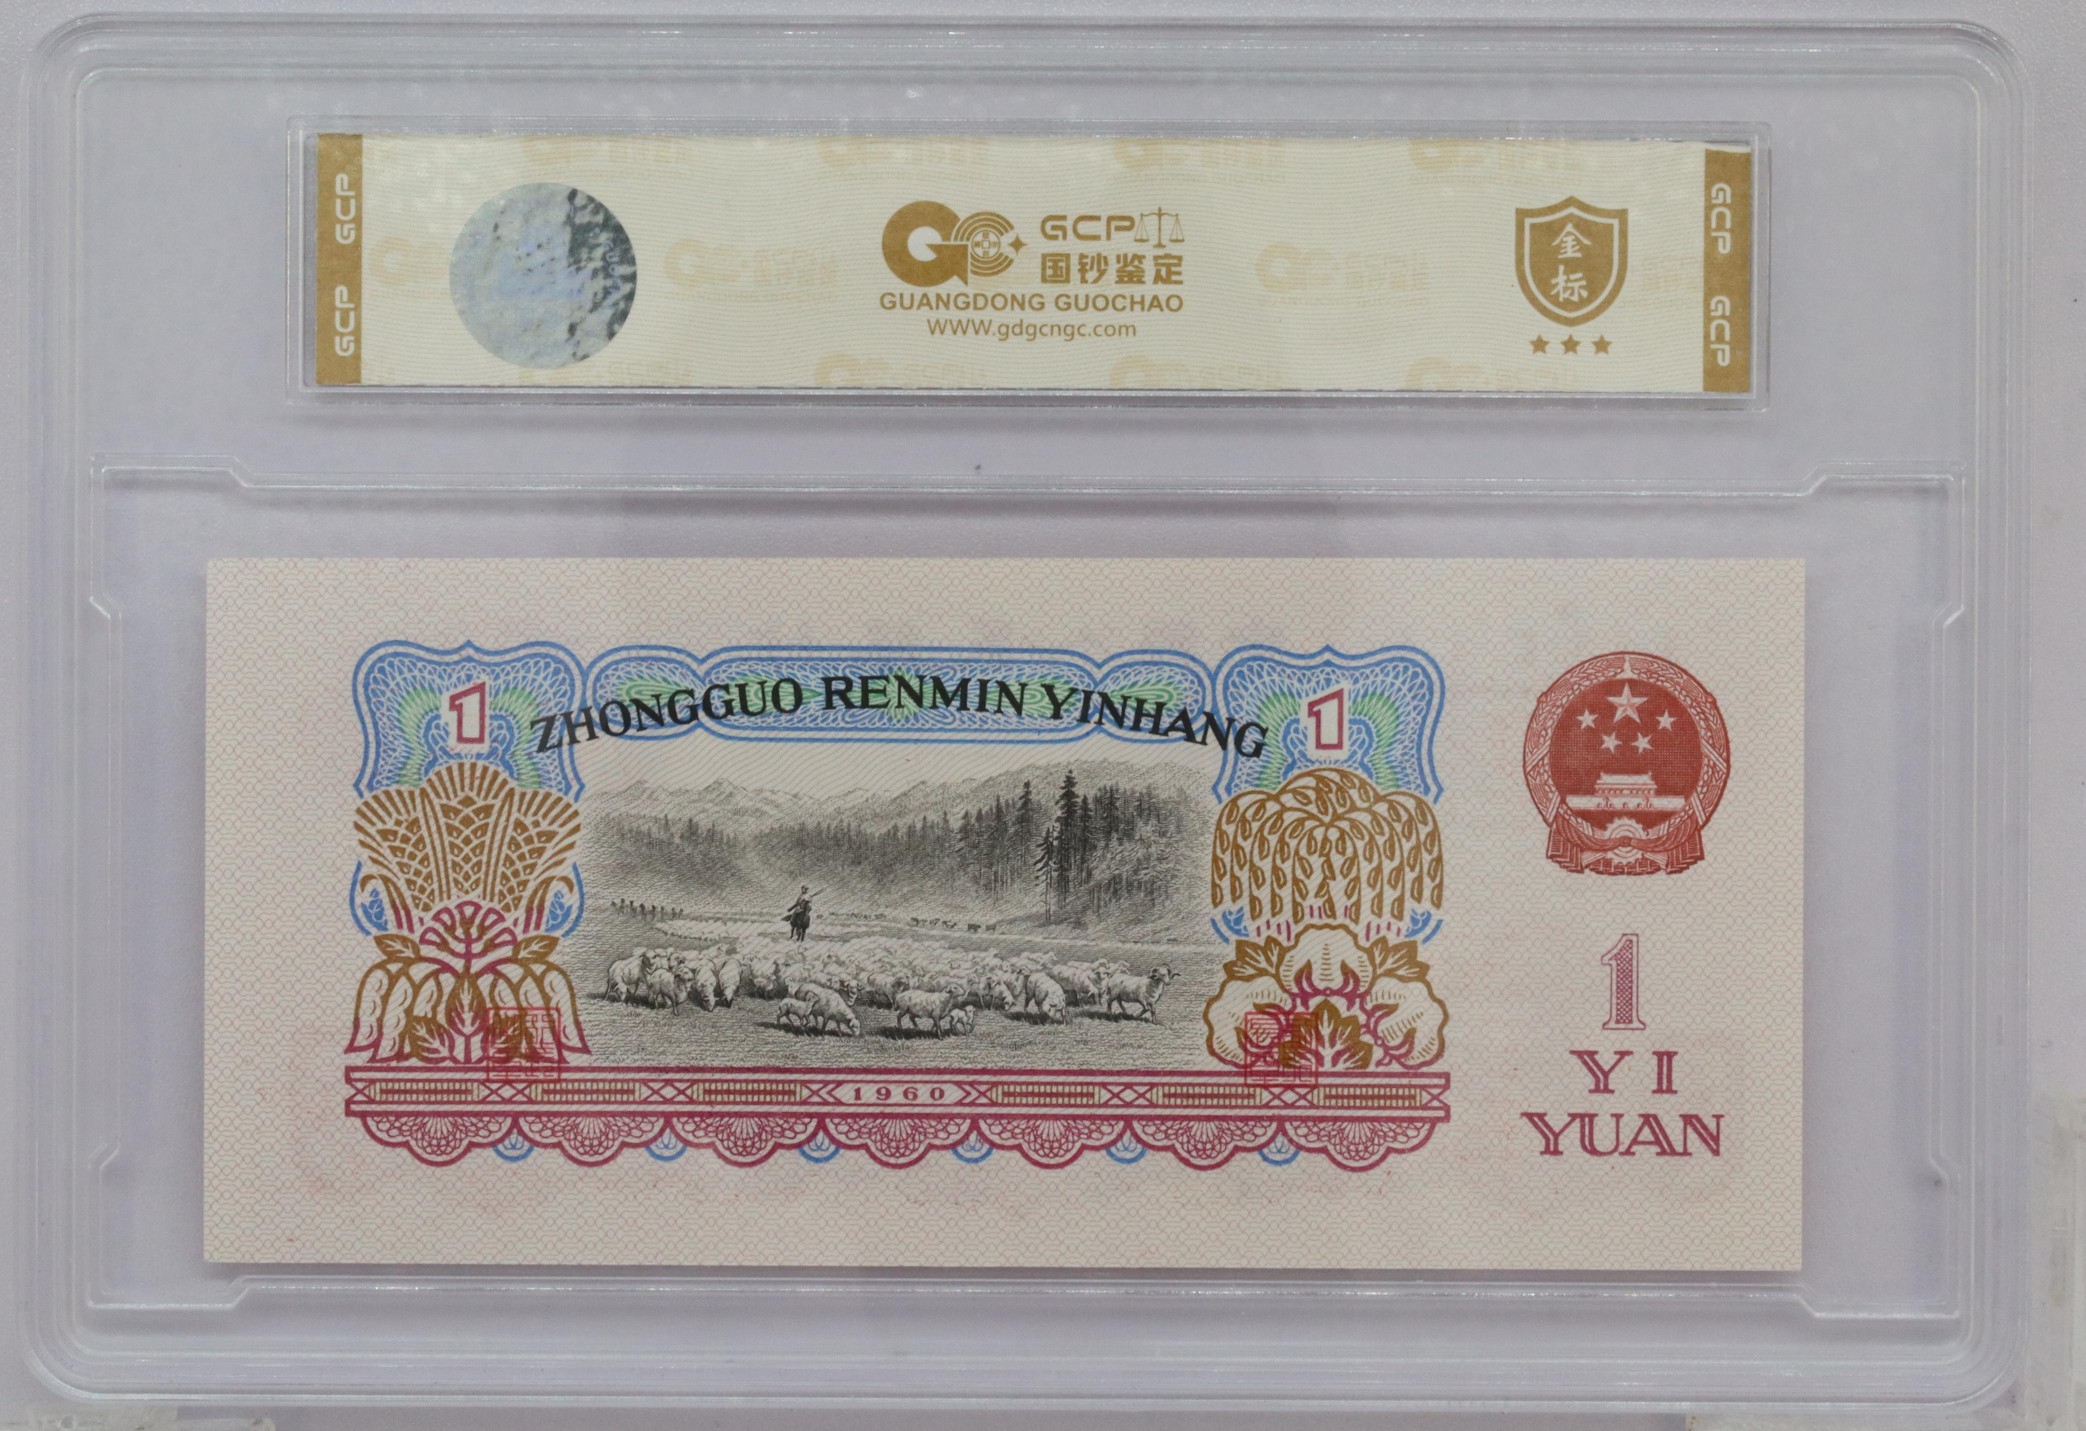 GCP GCP
GCP
国钞鉴定
GUANGDONG GUOCHAO
WWW.gdgcngc.com
金
标
GCP GCP
1
ZHONGGUO RENMIN YINHANG
1
1960
1
YI
YUAN